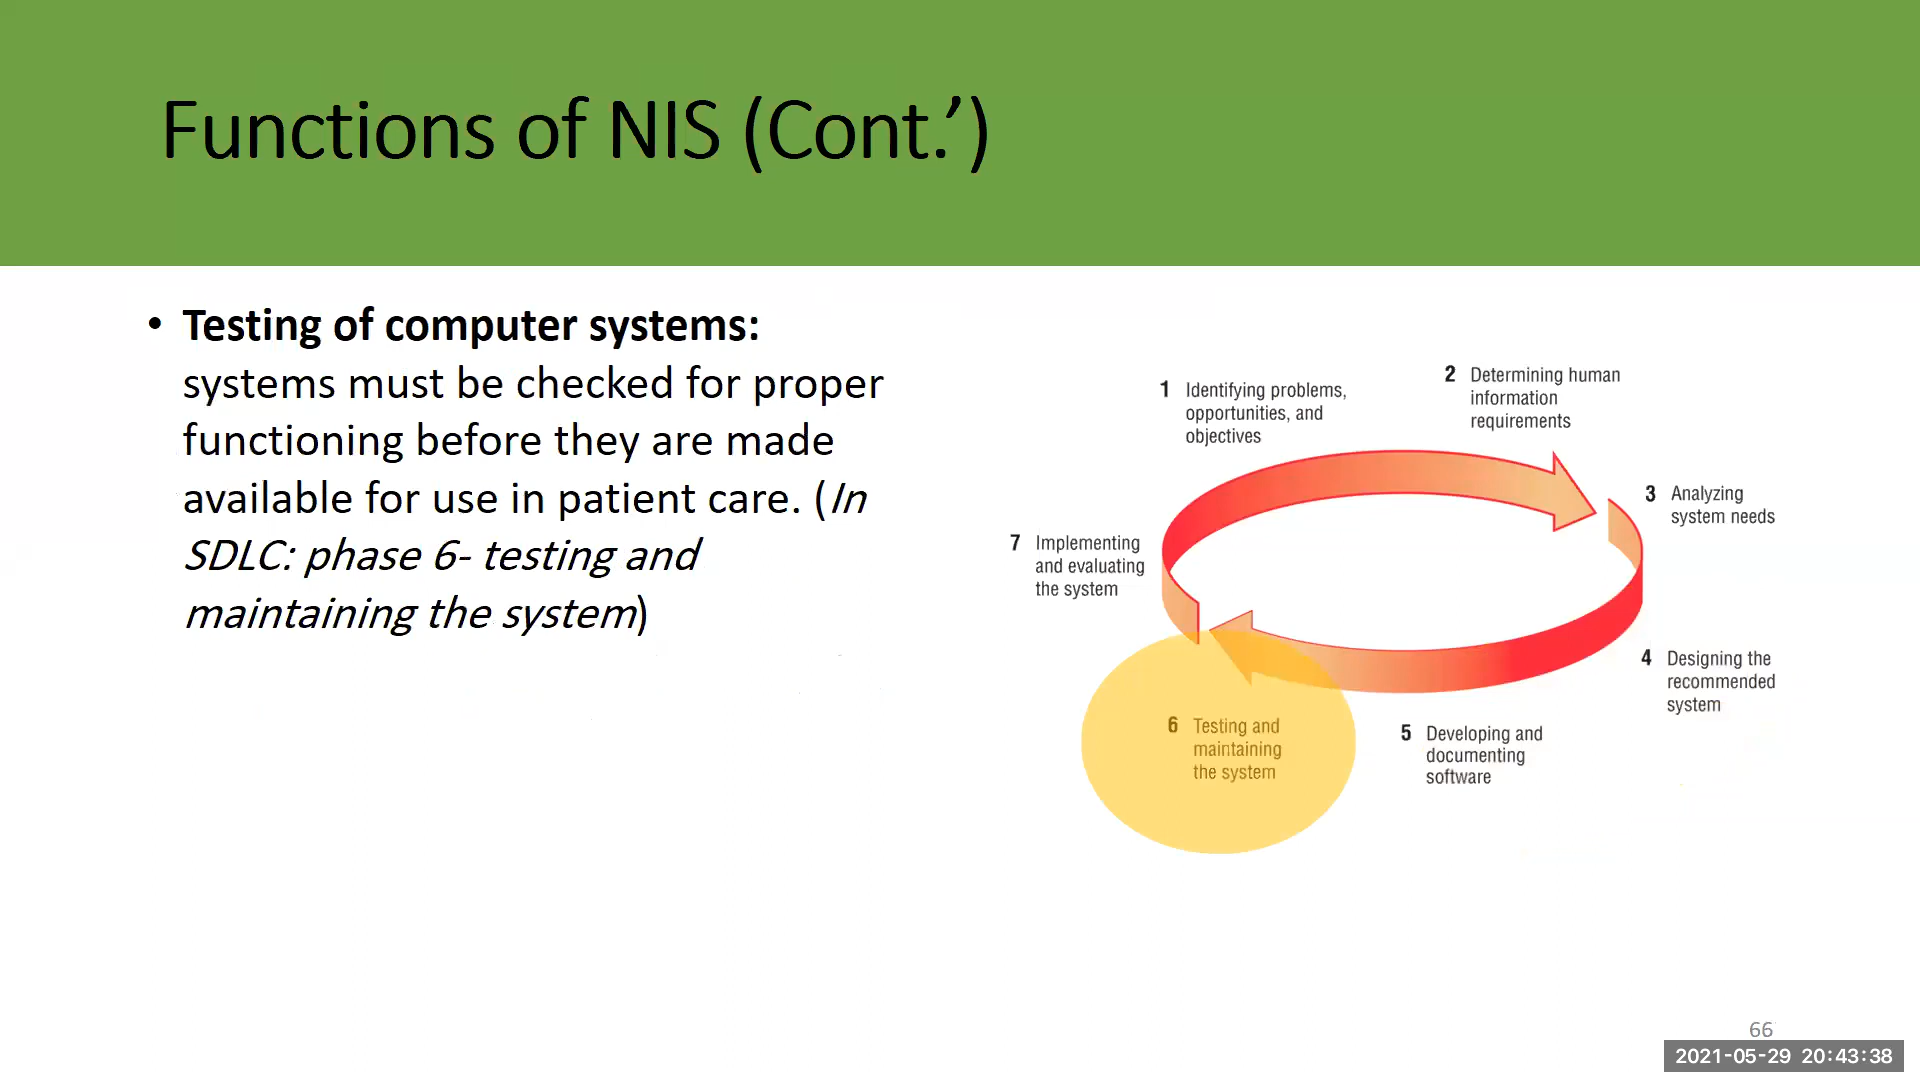 Functions of NIS (Cont.’)
• Testing of computer systems:
systems must be checked for proper
functioning before they are made
available for use in patient care. (In
SDLC: phase 6- testing and
maintaining the system)
1 Identifying problems,
opportunities, and
objectives
2 Determining human
information
requirements
3 Analyzing
system needs
4 Designing the
recommended
system
5 Developing and
documenting
software
6 Testing and
maintaining
the system
7 Implementing
and evaluating
the system
66
2021-05-29 20:43:38